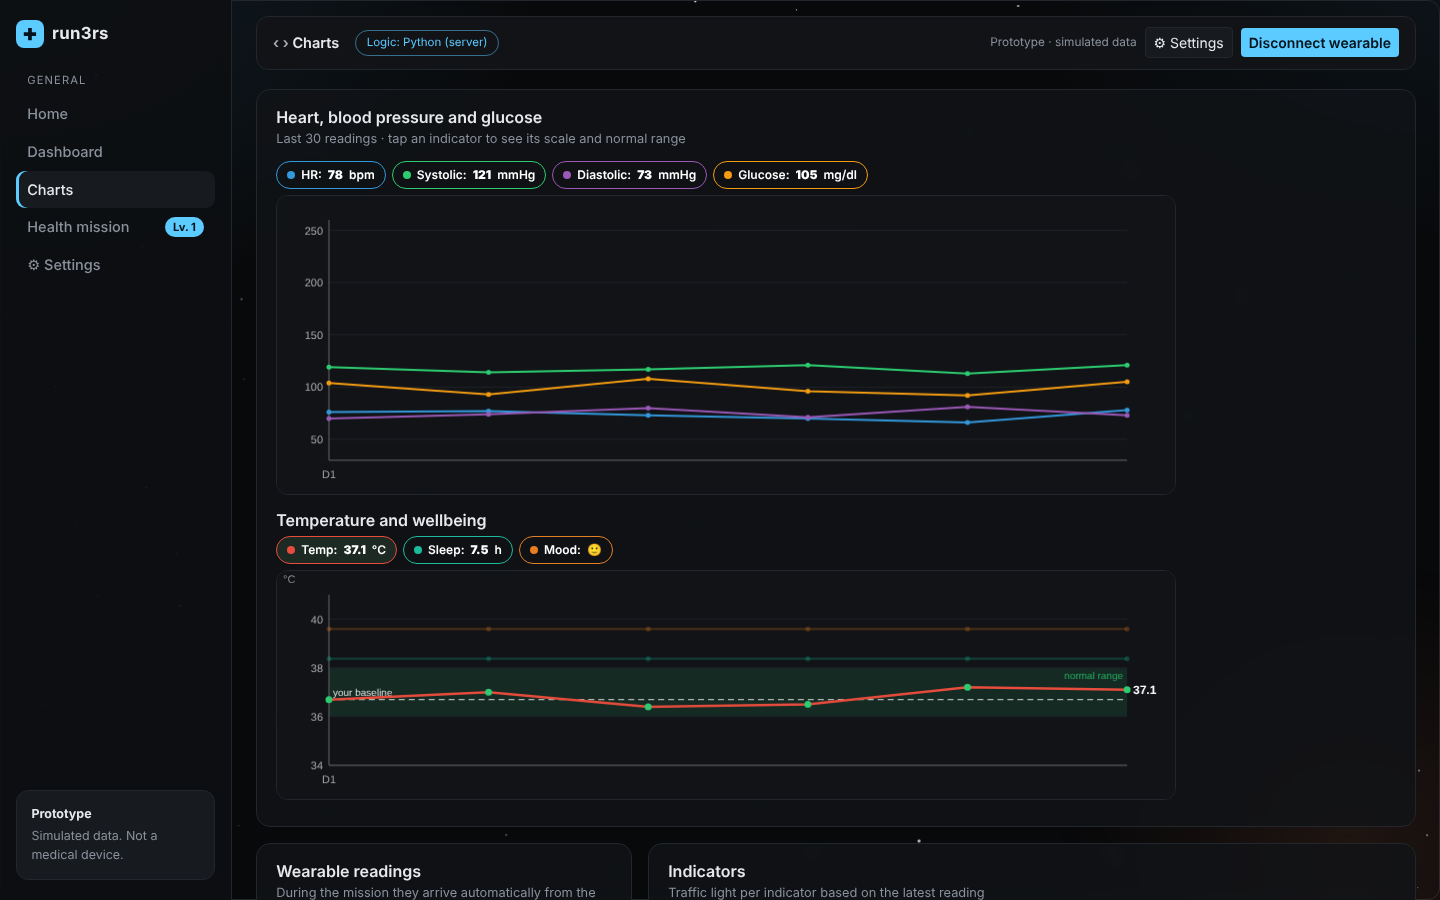 run3rs
GENERAL
Home
Dashboard
Charts
Health mission
Lv. 1
⚙ Settings
Prototype
Simulated data. Not a
medical device.
‹ › Charts
Logic: Python (server)
Prototype · simulated data
⚙ Settings
Disconnect wearable
Heart, blood pressure and glucose
Last 30 readings · tap an indicator to see its scale and normal range
HR: 78 bpm
Systolic: 121 mmHg
Diastolic: 73 mmHg
Glucose: 105 mg/dl
250
200
150
100
50
D1
Temperature and wellbeing
Temp: 37.1 °C
Sleep: 7.5 h
Mood: 🙂
°C
40
38
36
34
your baseline
normal range
37.1
D1
Wearable readings
During the mission they arrive automatically from the
Indicators
Traffic light per indicator based on the latest reading